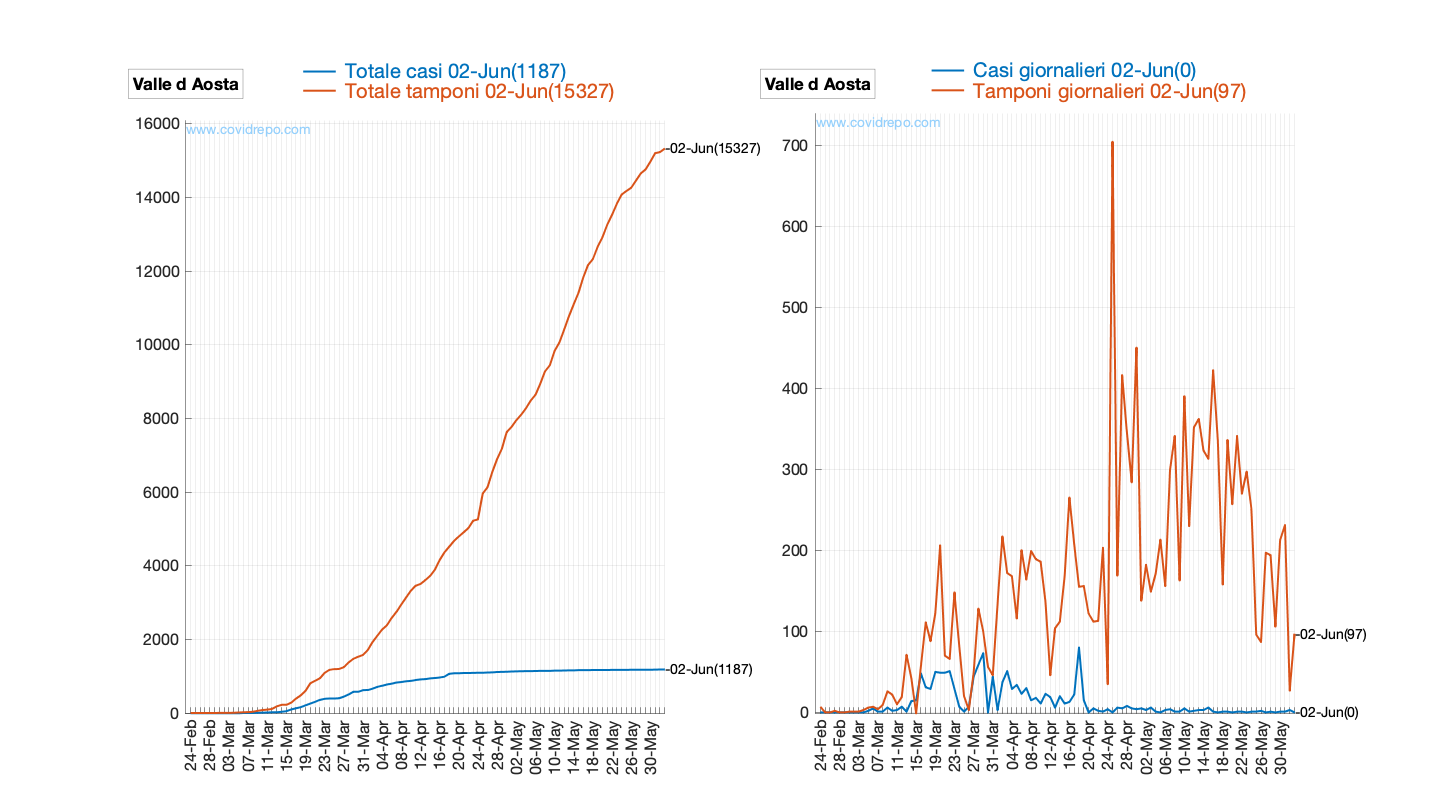 Valle d Aosta
Totale casi 02-Jun(1187)
Totale tamponi 02-Jun(15327)
www.covidrepo.com
16000
14000
12000
10000
8000
6000
4000
2000
0
-02-Jun(15327)
-02-Jun(1187)
24-Feb
28-Feb
03-Mar
07-Mar
11-Mar
15-Mar
19-Mar
23-Mar
27-Mar
31-Mar
04-Apr
08-Apr
12-Apr
16-Apr
20-Apr
24-Apr
28-Apr
02-May
06-May
10-May
14-May
18-May
22-May
26-May
30-May
Valle d Aosta
Casi giornalieri 02-Jun(0)
Tamponi giornalieri 02-Jun(97)
www.covidrepo.com
700
600
500
400
300
200
100
0
-02-Jun(97)
-02-Jun(0)
24-Feb
28-Feb
03-Mar
07-Mar
11-Mar
15-Mar
19-Mar
23-Mar
27-Mar
31-Mar
04-Apr
08-Apr
12-Apr
16-Apr
20-Apr
24-Apr
28-Apr
02-May
06-May
10-May
14-May
18-May
22-May
26-May
30-May